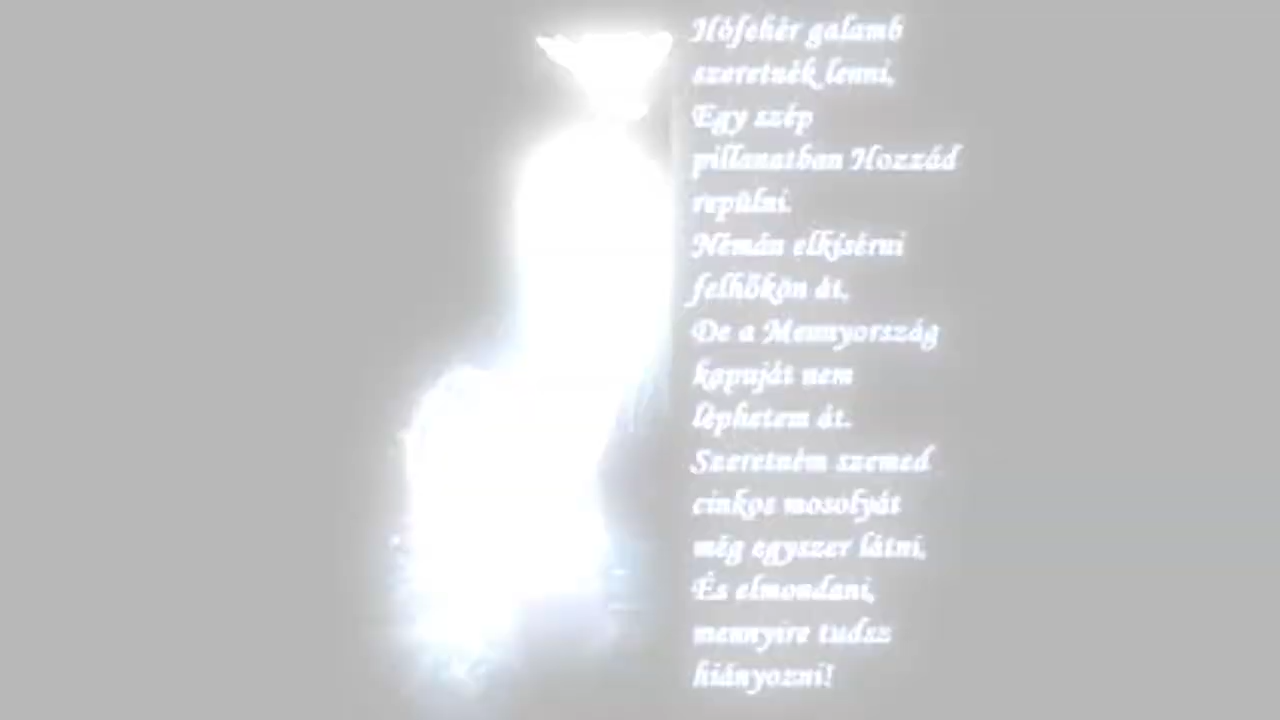 Hófehér galamb
szeretnék lenni,
Egy szép
pillanatban Hozzád
repülni.
Némán elkísérni
felhőkön át,
De a Mennyország
kapuját nem
léphetem át.
Szeretném szemed
cinkos mosolyát
még egyszer látni,
És elmondani,
mennyire tudsz
hiányozni!